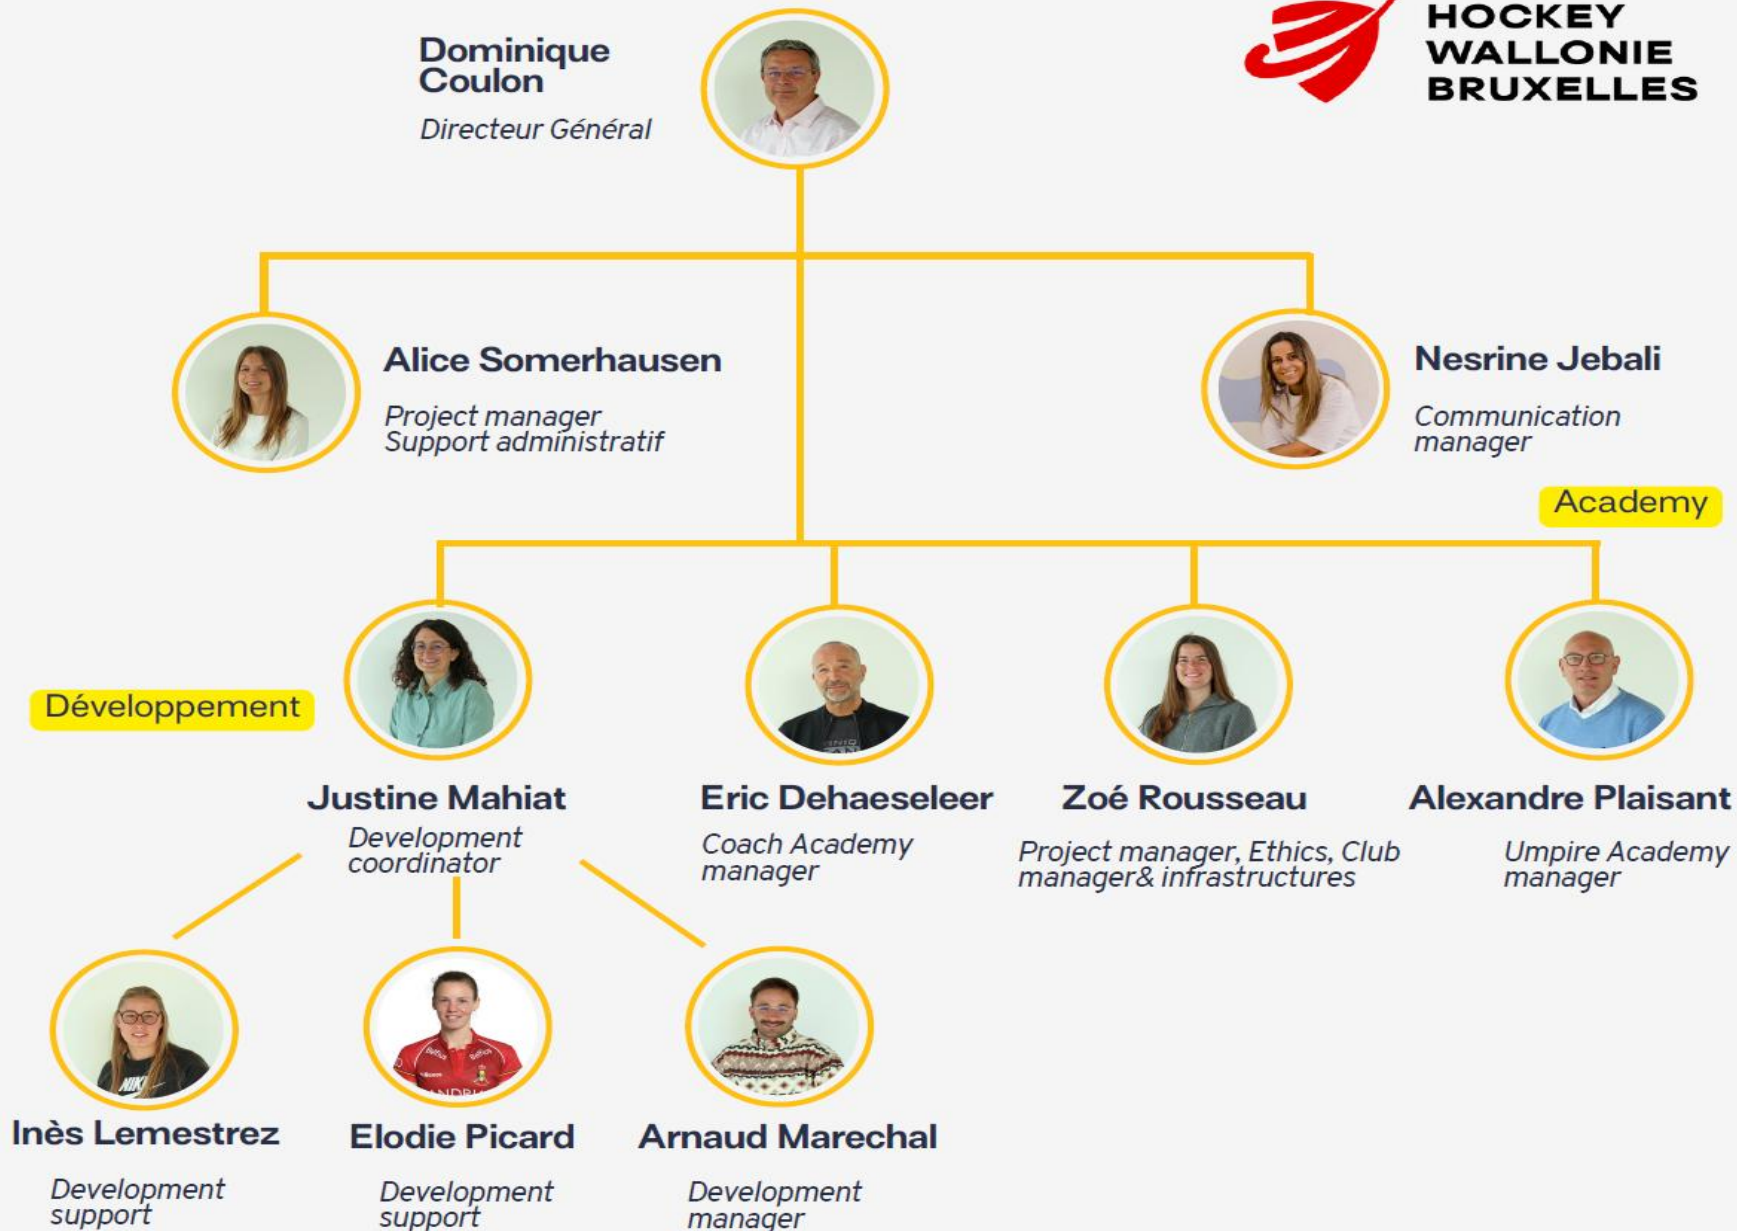 HOCKEY
WALLONIE
BRUXELLES
Dominique
Coulon
Directeur Général
Alice Somerhausen
Project manager
Support administratif
Nesrine Jebali
Communication
manager
Academy
Développement
Justine Mahiat
Development
coordinator
Eric Dehaeseleer
Coach Academy
manager
Zoé Rousseau
Project manager, Ethics, Club
manager& infrastructures
Alexandre Plaisant
Umpire Academy
manager
Inès Lemestrez
Development
support
Elodie Picard
Development
support
Arnaud Marechal
Development
manager